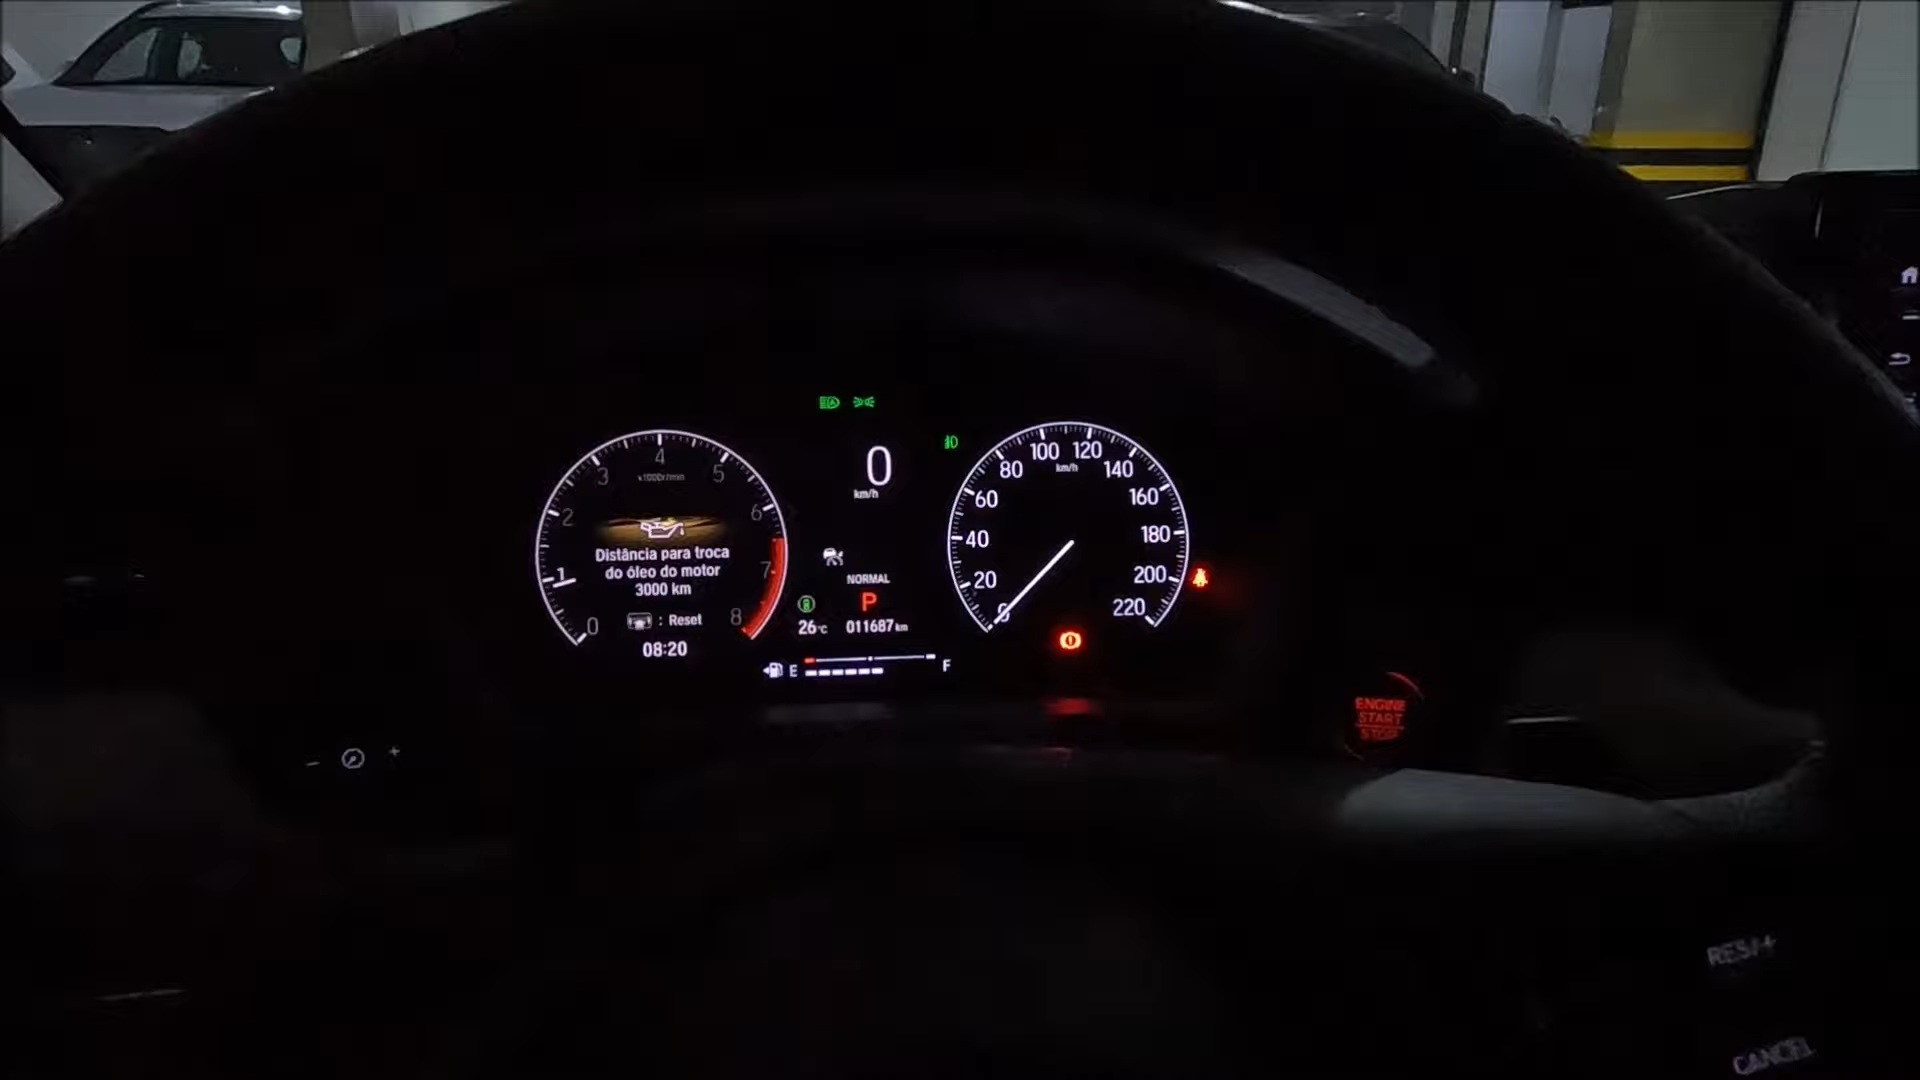 4
3
5
x1000r/min
2
6
1
7
0
8
Distância para troca
do óleo do motor
3000 km
: Reset
08:20
0
km/h
NORMAL
P
26°C
011687 km
E
F
100
120
km/h
80
140
60
160
40
180
20
200
0
220
ENGINE
START
STOP
RES/+
CANCEL